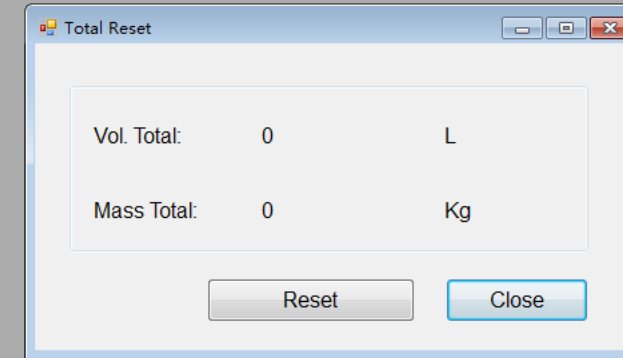 Total Reset
Vol. Total: 0 L
Mass Total: 0 Kg
Reset Close